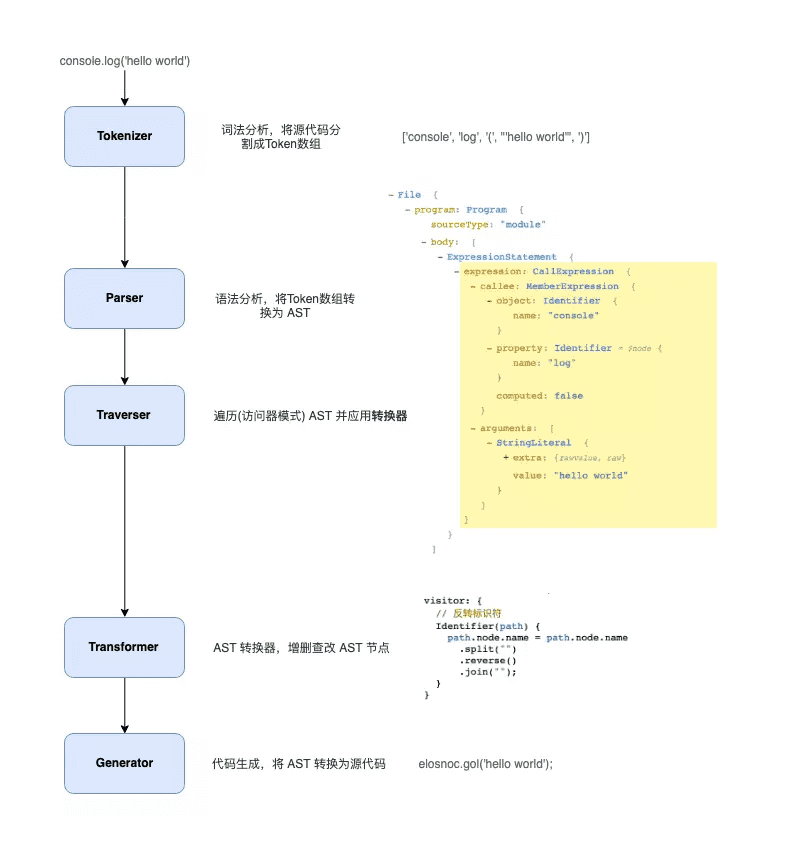 console.log('hello world')
Tokenizer
词法分析，将源代码分
割成Token数组
['console', 'log', '(', "'hello world'", ')']
- File {
- program: Program {
sourceType: "module"
- body: [
- ExpressionStatement {
- expression: CallExpression {
- callee: MemberExpression {
- object: Identifier {
name: "console"
}
- property: Identifier = $node {
name: "log"
}
computed: false
}
- arguments: [
- StringLiteral {
+ extra: {rawValue, raw}
value: "hello world"
}
]
}
}
]
Parser
语法分析，将Token数组转
换为 AST
Traverser
遍历(访问器模式) AST 并应用转换器
Transformer
AST 转换器，增删查改 AST 节点
visitor: {
// 反转标识符
Identifier(path) {
path.node.name = path.node.name
.split("")
.reverse()
.join("");
}
}
Generator
代码生成，将 AST 转换为源代码
elosnoc.gol('hello world');